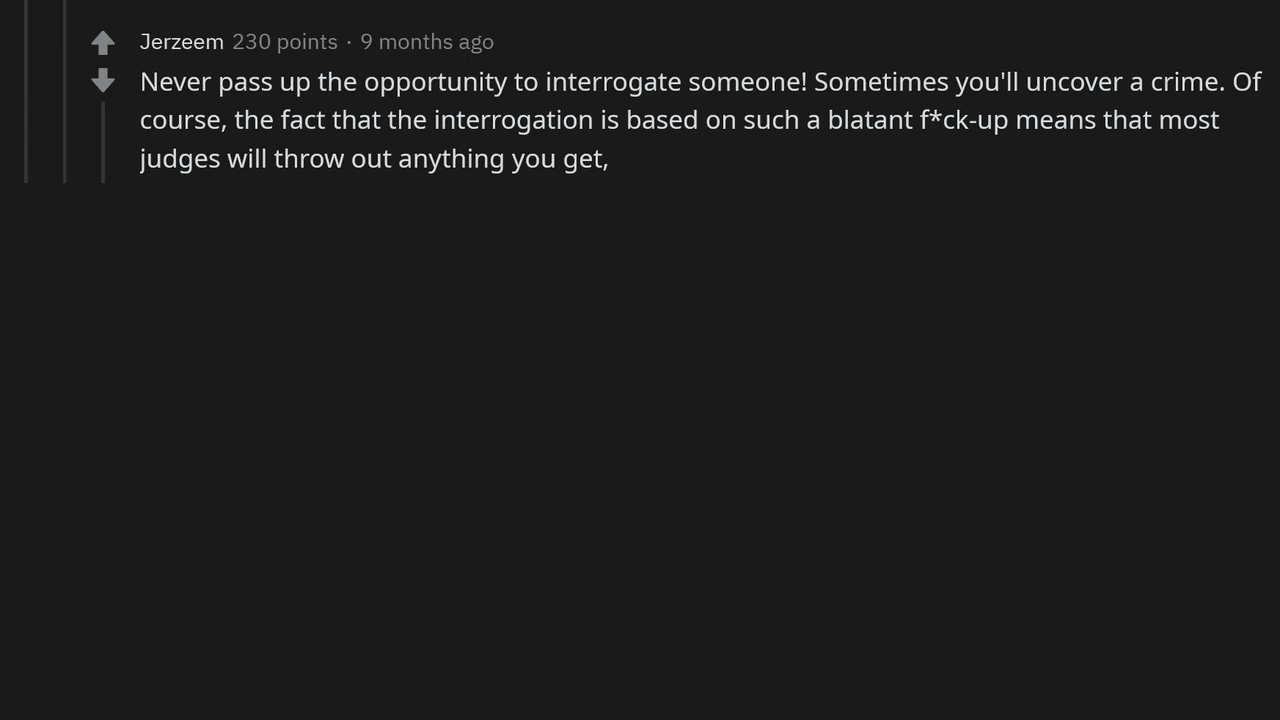 Jerzeem 230 points · 9 months ago
Never pass up the opportunity to interrogate someone! Sometimes you'll uncover a crime. Of
course, the fact that the interrogation is based on such a blatant f*ck-up means that most
judges will throw out anything you get,